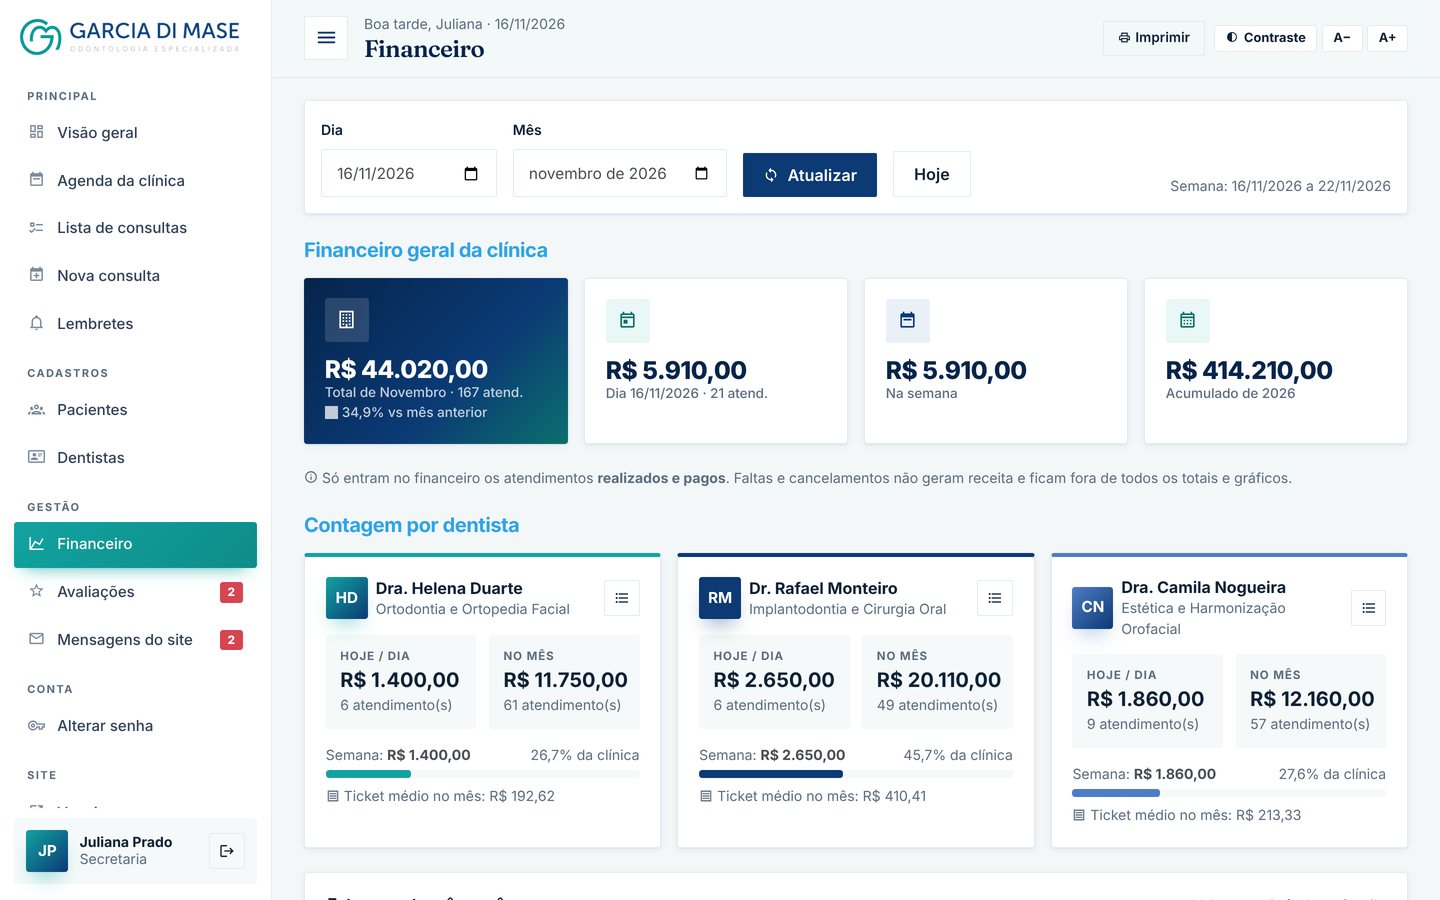 GARCIA DI MASE
ODONTOLOGIA ESPECIALIZADA
PRINCIPAL
Visão geral
Agenda da clínica
Lista de consultas
Nova consulta
Lembretes
CADASTROS
Pacientes
Dentistas
GESTÃO
Financeiro
Avaliações 2
Mensagens do site 2
CONTA
Alterar senha
SITE
JP
Juliana Prado
Secretaria
Boa tarde, Juliana · 16/11/2026
Financeiro
Imprimir
Contraste
A−
A+
Dia
16/11/2026
Mês
novembro de 2026
Atualizar
Hoje
Semana: 16/11/2026 a 22/11/2026
Financeiro geral da clínica
R$ 44.020,00
Total de Novembro · 167 atend.
34,9% vs mês anterior
R$ 5.910,00
Dia 16/11/2026 · 21 atend.
R$ 5.910,00
Na semana
R$ 414.210,00
Acumulado de 2026
Só entram no financeiro os atendimentos realizados e pagos. Faltas e cancelamentos não geram receita e ficam fora de todos os totais e gráficos.
Contagem por dentista
HD
Dra. Helena Duarte
Ortodontia e Ortopedia Facial
HOJE / DIA
R$ 1.400,00
6 atendimento(s)
NO MÊS
R$ 11.750,00
61 atendimento(s)
Semana: R$ 1.400,00
26,7% da clínica
Ticket médio no mês: R$ 192,62
RM
Dr. Rafael Monteiro
Implantodontia e Cirurgia Oral
HOJE / DIA
R$ 2.650,00
6 atendimento(s)
NO MÊS
R$ 20.110,00
49 atendimento(s)
Semana: R$ 2.650,00
45,7% da clínica
Ticket médio no mês: R$ 410,41
CN
Dra. Camila Nogueira
Estética e Harmonização
Orofacial
HOJE / DIA
R$ 1.860,00
9 atendimento(s)
NO MÊS
R$ 12.160,00
57 atendimento(s)
Semana: R$ 1.860,00
27,6% da clínica
Ticket médio no mês: R$ 213,33